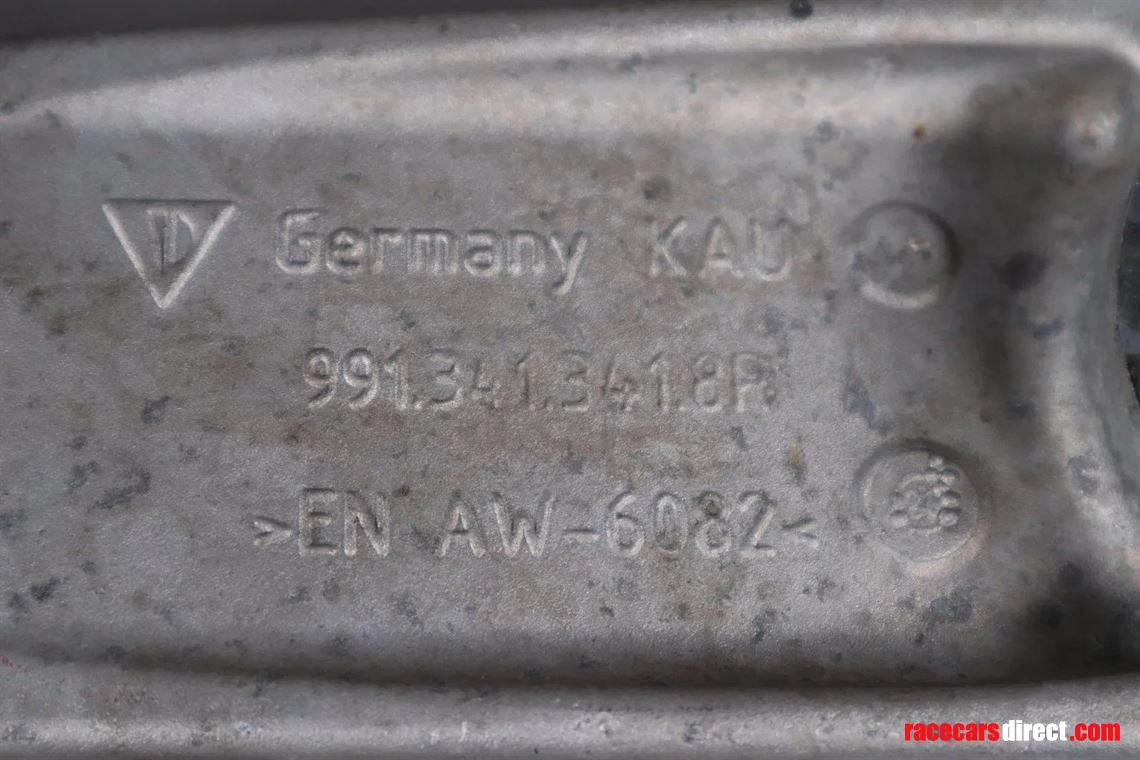 Germany KAU
991.341.341.8R
>EN AW-6082<
racecarsdirect.com